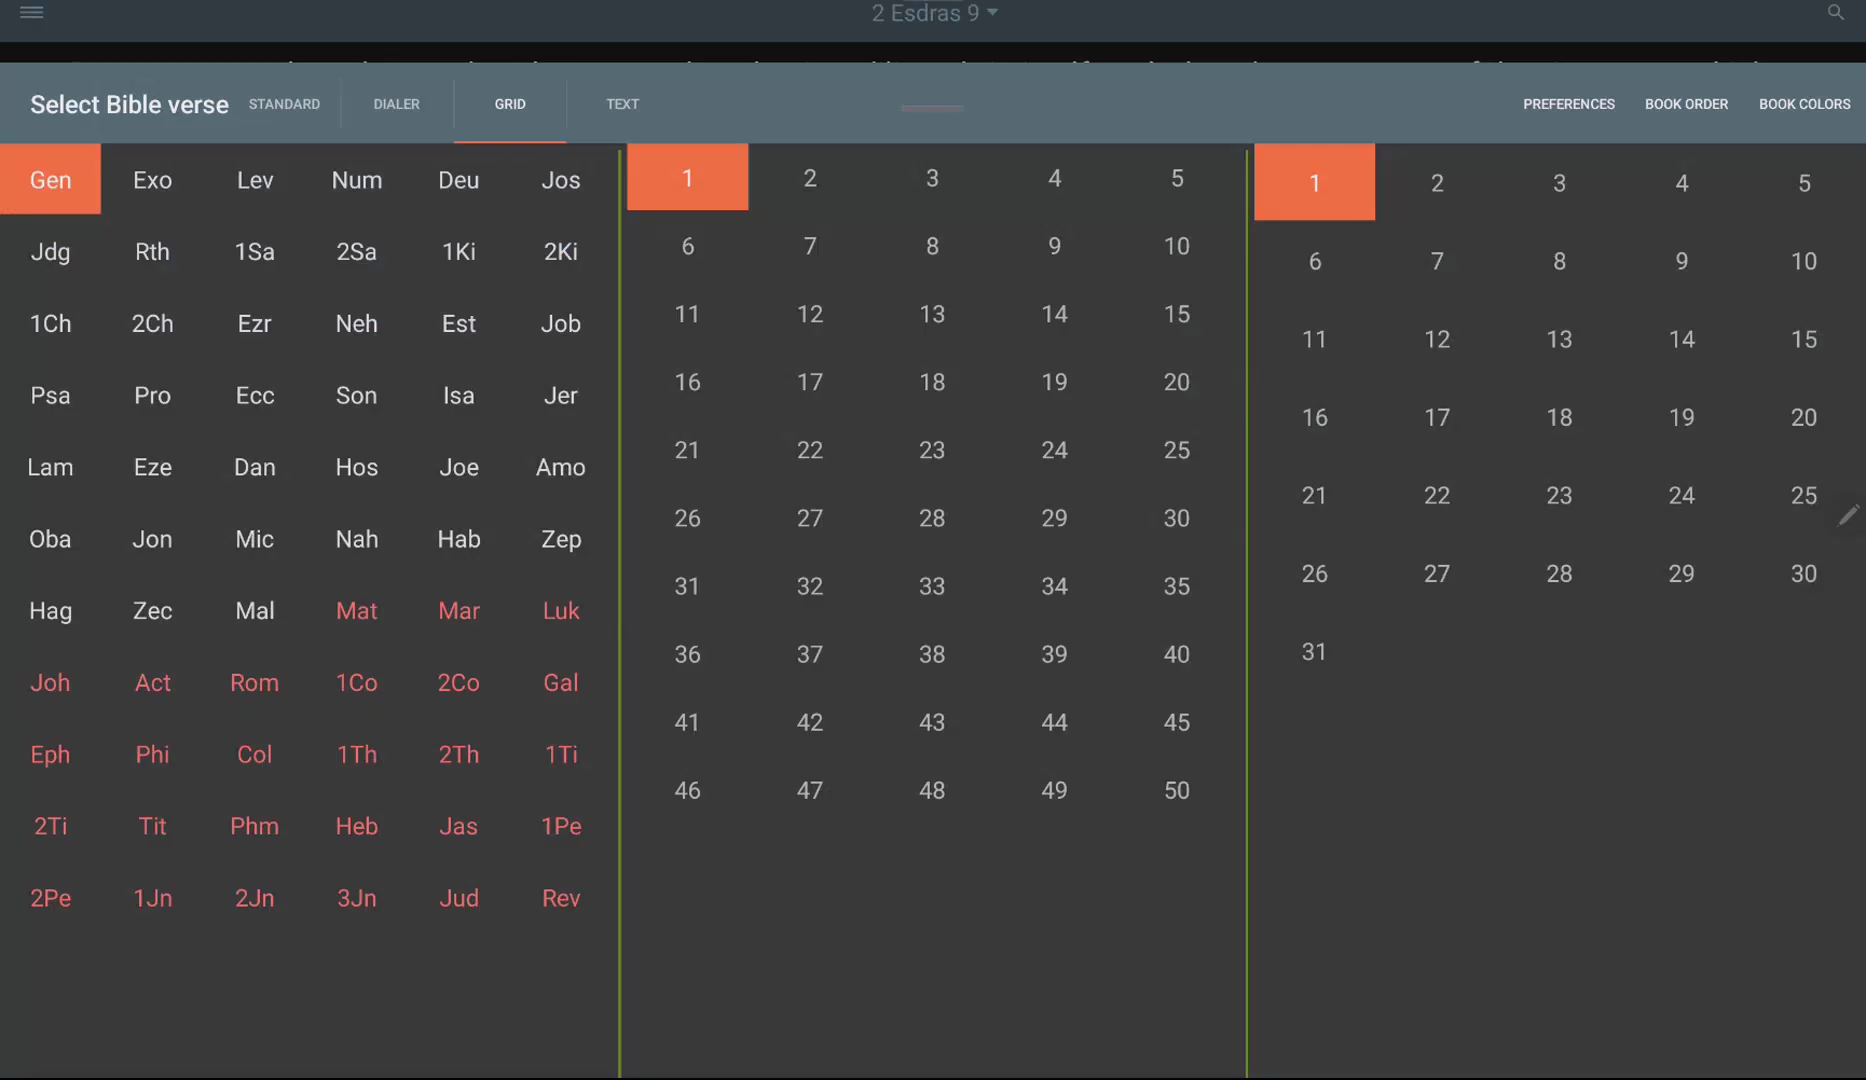 2 Esdras 9
Select Bible verse STANDARD DIALER GRID TEXT PREFERENCES BOOK ORDER BOOK COLORS
Gen Exo Lev Num Deu Jos
Jdg Rth 1Sa 2Sa 1Ki 2Ki
1Ch 2Ch Ezr Neh Est Job
Psa Pro Ecc Son Isa Jer
Lam Eze Dan Hos Joe Amo
Oba Jon Mic Nah Hab Zep
Hag Zec Mal Mat Mar Luk
Joh Act Rom 1Co 2Co Gal
Eph Phi Col 1Th 2Th 1Ti
2Ti Tit Phm Heb Jas 1Pe
2Pe 1Jn 2Jn 3Jn Jud Rev
1 2 3 4 5
6 7 8 9 10
11 12 13 14 15
16 17 18 19 20
21 22 23 24 25
26 27 28 29 30
31 32 33 34 35
36 37 38 39 40
41 42 43 44 45
46 47 48 49 50
1 2 3 4 5
6 7 8 9 10
11 12 13 14 15
16 17 18 19 20
21 22 23 24 25
26 27 28 29 30
31